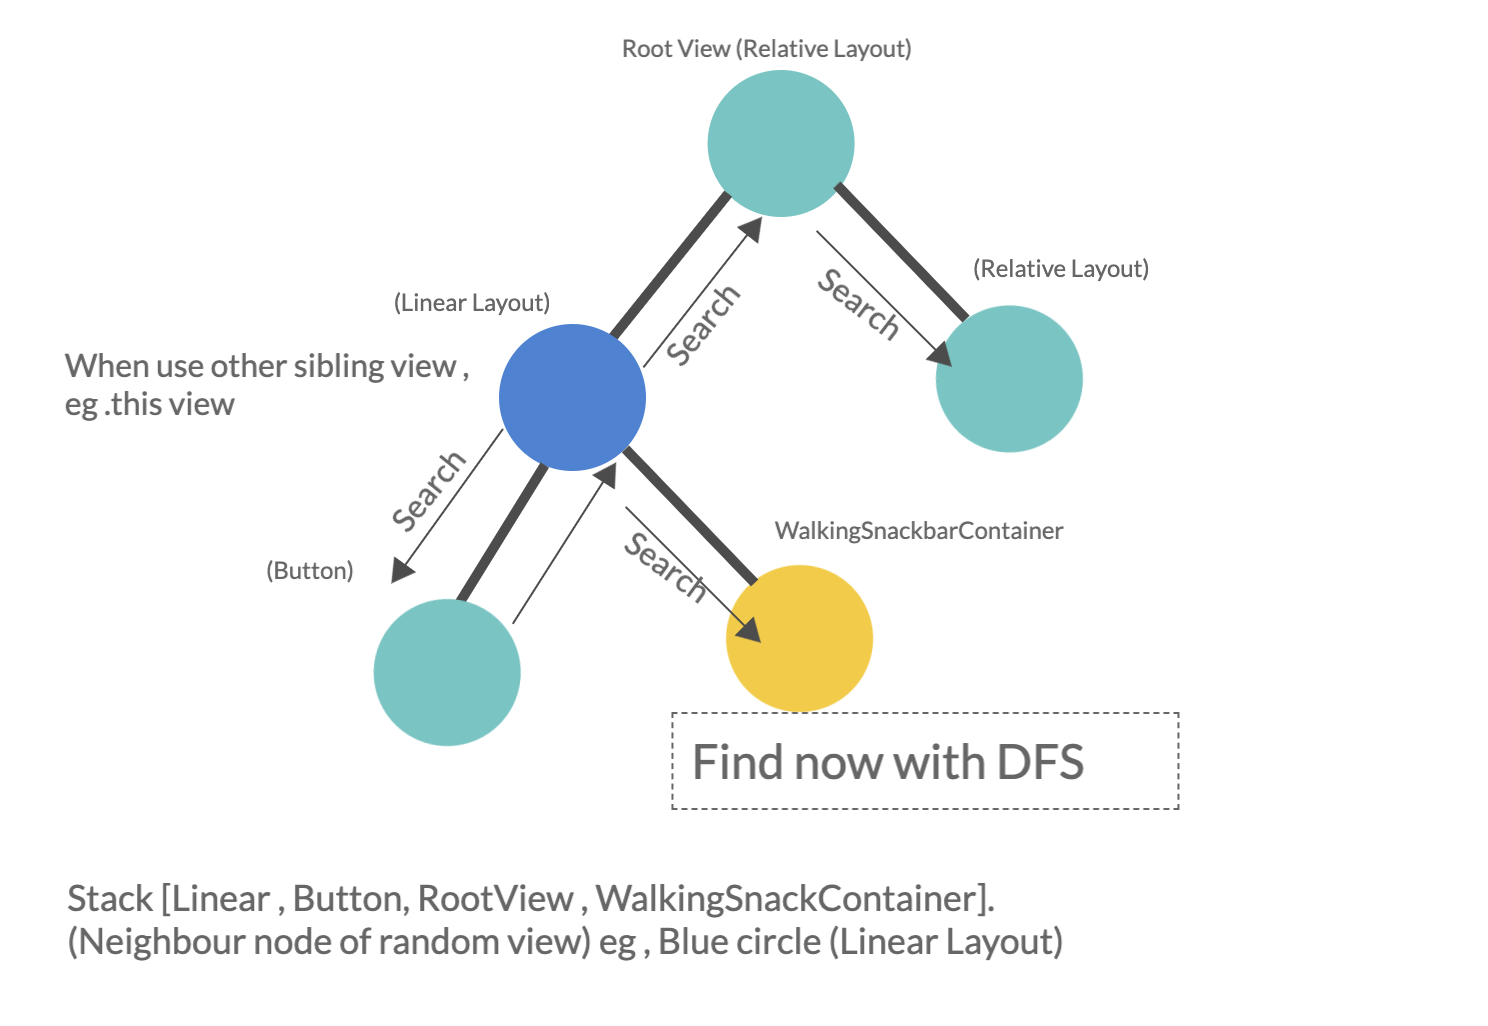 Root View (Relative Layout)
(Relative Layout)
(Linear Layout)
Search
Search
When use other sibling view ,
eg .this view
Search
(Button)
Search
WalkingSnackbarContainer
Find now with DFS
Stack [Linear , Button, RootView , WalkingSnackContainer].
(Neighbour node of random view) eg , Blue circle (Linear Layout)